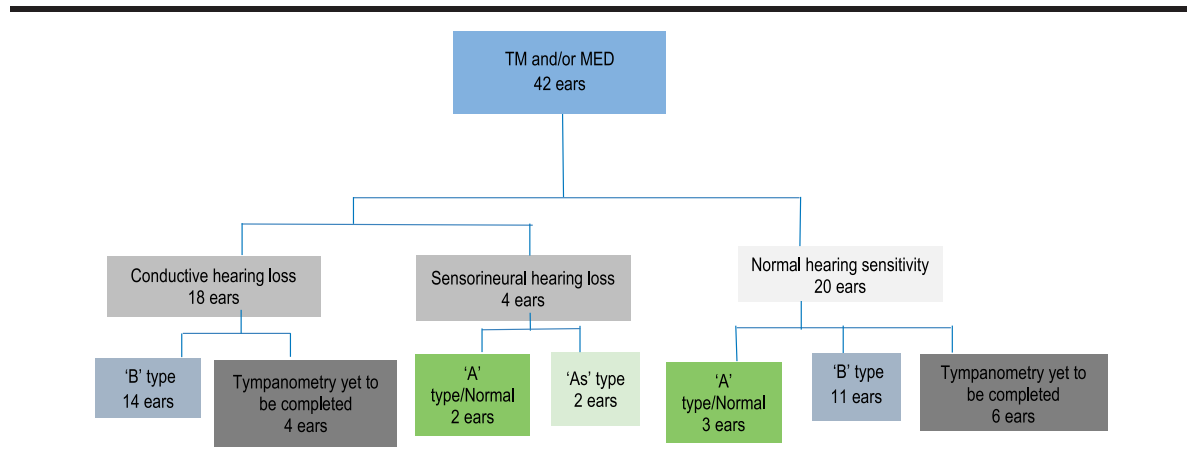 TM and/or MED
42 ears
Conductive hearing loss
18 ears
Sensorineural hearing loss
4 ears
Normal hearing sensitivity
20 ears
‘B’ type
14 ears
Tympanometry yet to
be completed
4 ears
‘A’
type/Normal
2 ears
‘As’ type
2 ears
‘A’
type/Normal
3 ears
‘B’ type
11 ears
Tympanometry yet to
be completed
6 ears